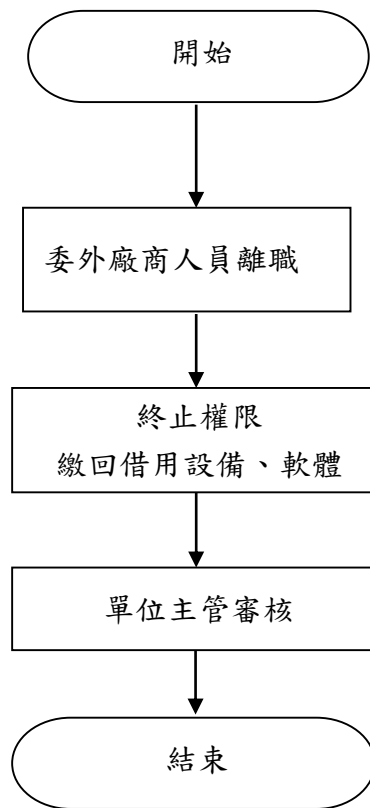 開始
委外廠商人員離職
終止權限
繳回借用設備、軟體
單位主管審核
結束